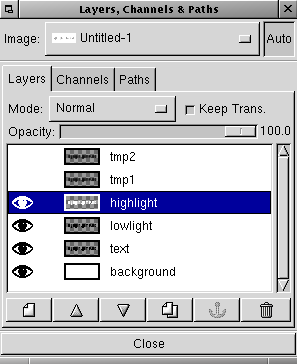 Layers, Channels & Paths
Image: Untitled-1 Auto
Layers Channels Paths
Mode: Normal Keep Trans.
Opacity: 100.0
tmp2
tmp1
highlight
lowlight
text
background
Close